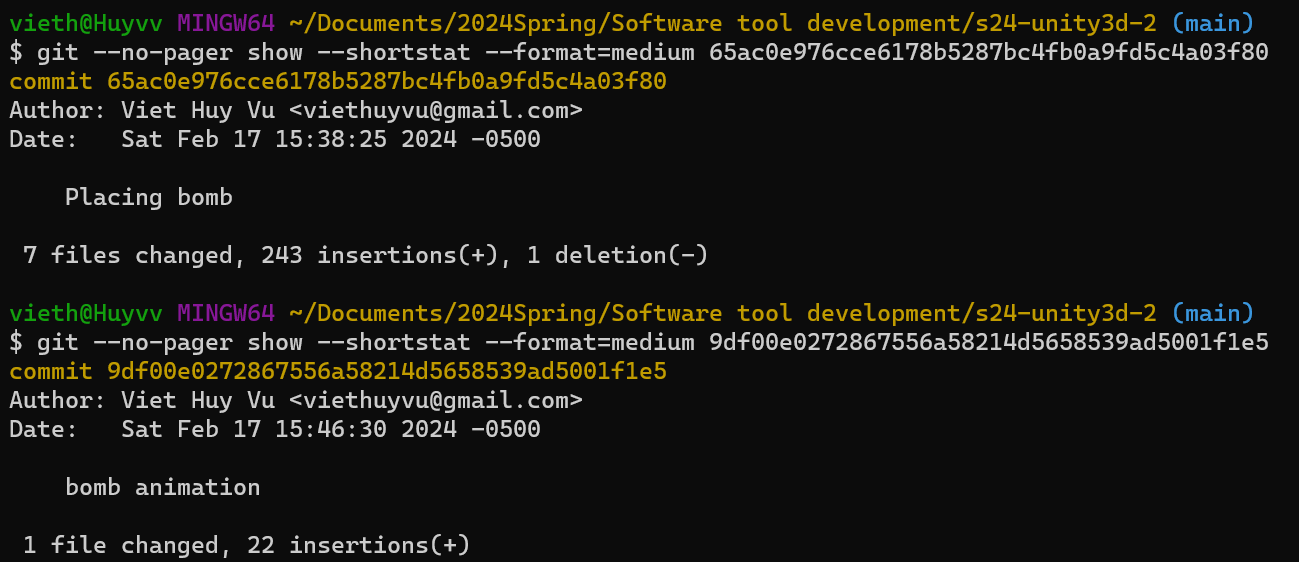 vieth@Huyvv MINGW64 ~/Documents/2024Spring/Software tool development/s24-unity3d-2 (main)
$ git --no-pager show --shortstat --format=medium 65ac0e976cce6178b5287bc4fb0a9fd5c4a03f80
commit 65ac0e976cce6178b5287bc4fb0a9fd5c4a03f80
Author: Viet Huy Vu <viethuyvu@gmail.com>
Date:   Sat Feb 17 15:38:25 2024 -0500
    Placing bomb
 7 files changed, 243 insertions(+), 1 deletion(-)
vieth@Huyvv MINGW64 ~/Documents/2024Spring/Software tool development/s24-unity3d-2 (main)
$ git --no-pager show --shortstat --format=medium 9df00e0272867556a58214d5658539ad5001f1e5
commit 9df00e0272867556a58214d5658539ad5001f1e5
Author: Viet Huy Vu <viethuyvu@gmail.com>
Date:   Sat Feb 17 15:46:30 2024 -0500
    bomb animation
 1 file changed, 22 insertions(+)